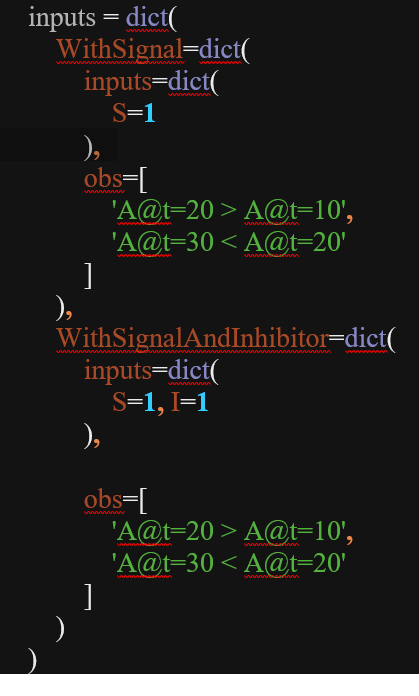 inputs = dict(
    WithSignal=dict(
        inputs=dict(
            S=1
        ),
        obs=[
            'A@t=20 > A@t=10',
            'A@t=30 < A@t=20'
        ]
    ),
    WithSignalAndInhibitor=dict(
        inputs=dict(
            S=1, I=1
        ),

        obs=[
            'A@t=20 > A@t=10',
            'A@t=30 < A@t=20'
        ]
    )
)